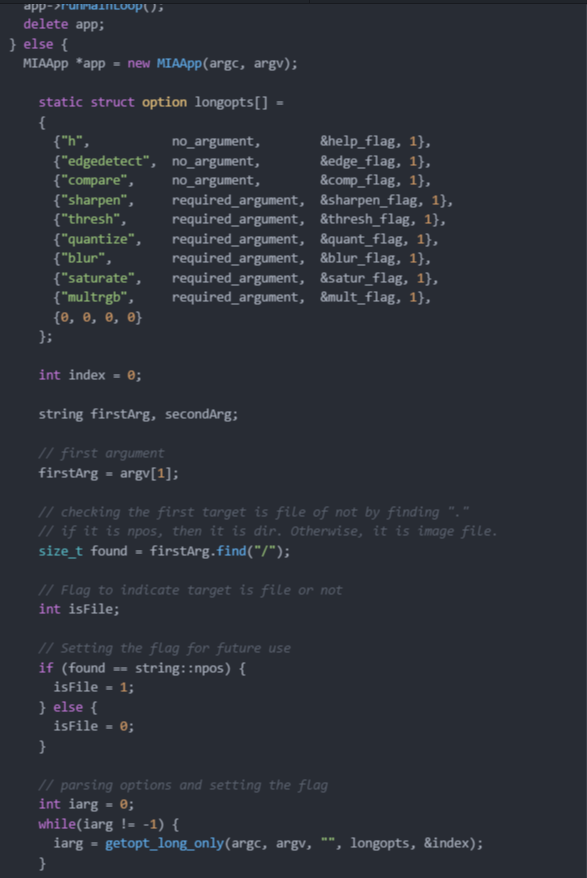 app->runMainLoop();
delete app;
} else {
MIAApp *app = new MIAApp(argc, argv);
static struct option longopts[] =
{
{"h", no_argument, &help_flag, 1},
{"edgedetect", no_argument, &edge_flag, 1},
{"compare", no_argument, &comp_flag, 1},
{"sharpen", required_argument, &sharpen_flag, 1},
{"thresh", required_argument, &thresh_flag, 1},
{"quantize", required_argument, &quant_flag, 1},
{"blur", required_argument, &blur_flag, 1},
{"saturate", required_argument, &satur_flag, 1},
{"multrgb", required_argument, &mult_flag, 1},
{0, 0, 0, 0}
};
int index = 0;
string firstArg, secondArg;
// first argument
firstArg = argv[1];
// checking the first target is file of not by finding "."
// if it is npos, then it is dir. Otherwise, it is image file.
size_t found = firstArg.find("/");
// Flag to indicate target is file or not
int isFile;
// Setting the flag for future use
if (found == string::npos) {
isFile = 1;
} else {
isFile = 0;
}
// parsing options and setting the flag
int iarg = 0;
while(iarg != -1) {
iarg = getopt_long_only(argc, argv, "", longopts, &index);
}